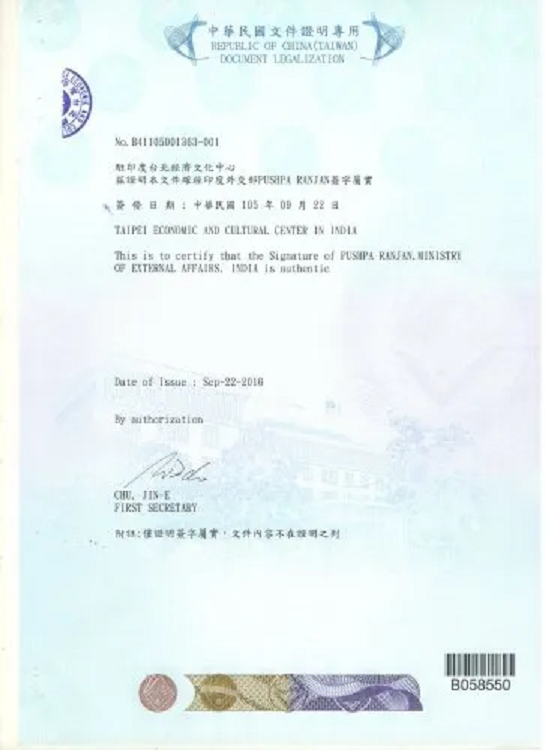 中華民國文件證明專用
REPUBLIC OF CHINA(TAIWAN)
DOCUMENT LEGALIZATION
No. B41105D01363-001
駐印度台北經濟文化中心
茲證明本文件確經印度外交部PUSHPA RANJAN簽字屬實
簽發日期：中華民國 105 年 09 月 22 日
TAIPEI ECONOMIC AND CULTURAL CENTER IN INDIA
This is to certify that the Signature of PUSHPA RANJAN, MINISTRY
OF EXTERNAL AFFAIRS, INDIA is authentic
Date of Issue : Sep-22-2016
By authorization
CHU, JIN-E
FIRST SECRETARY
附註:僅證明簽字屬實，文件內容不在證明之列
B058550